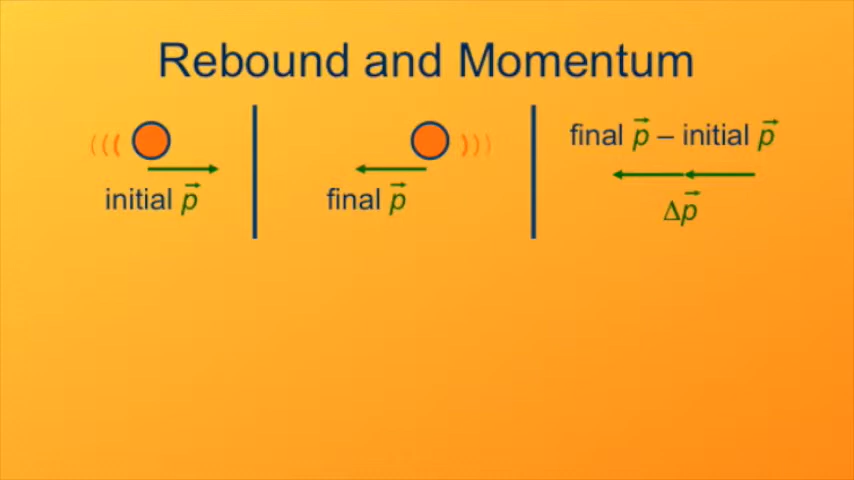 Rebound and Momentum
initial p⃗
final p⃗
final p⃗ – initial p⃗
Δp⃗